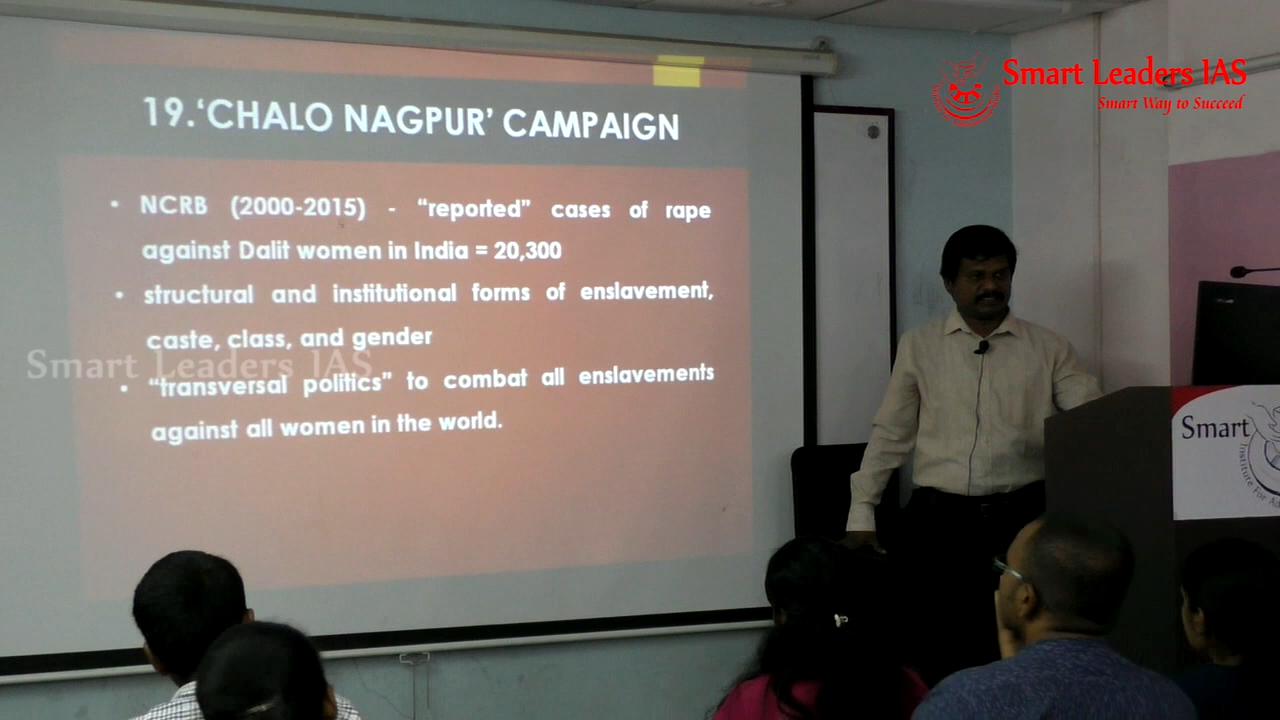 Smart Leaders IAS
Smart Way to Succeed
19.‘CHALO NAGPUR’ CAMPAIGN
• NCRB (2000-2015) - “reported” cases of rape
against Dalit women in India = 20,300
• structural and institutional forms of enslavement,
caste, class, and gender
Smart Leaders IAS
• “transversal politics” to combat all enslavements
against all women in the world.
Smart
Institute For